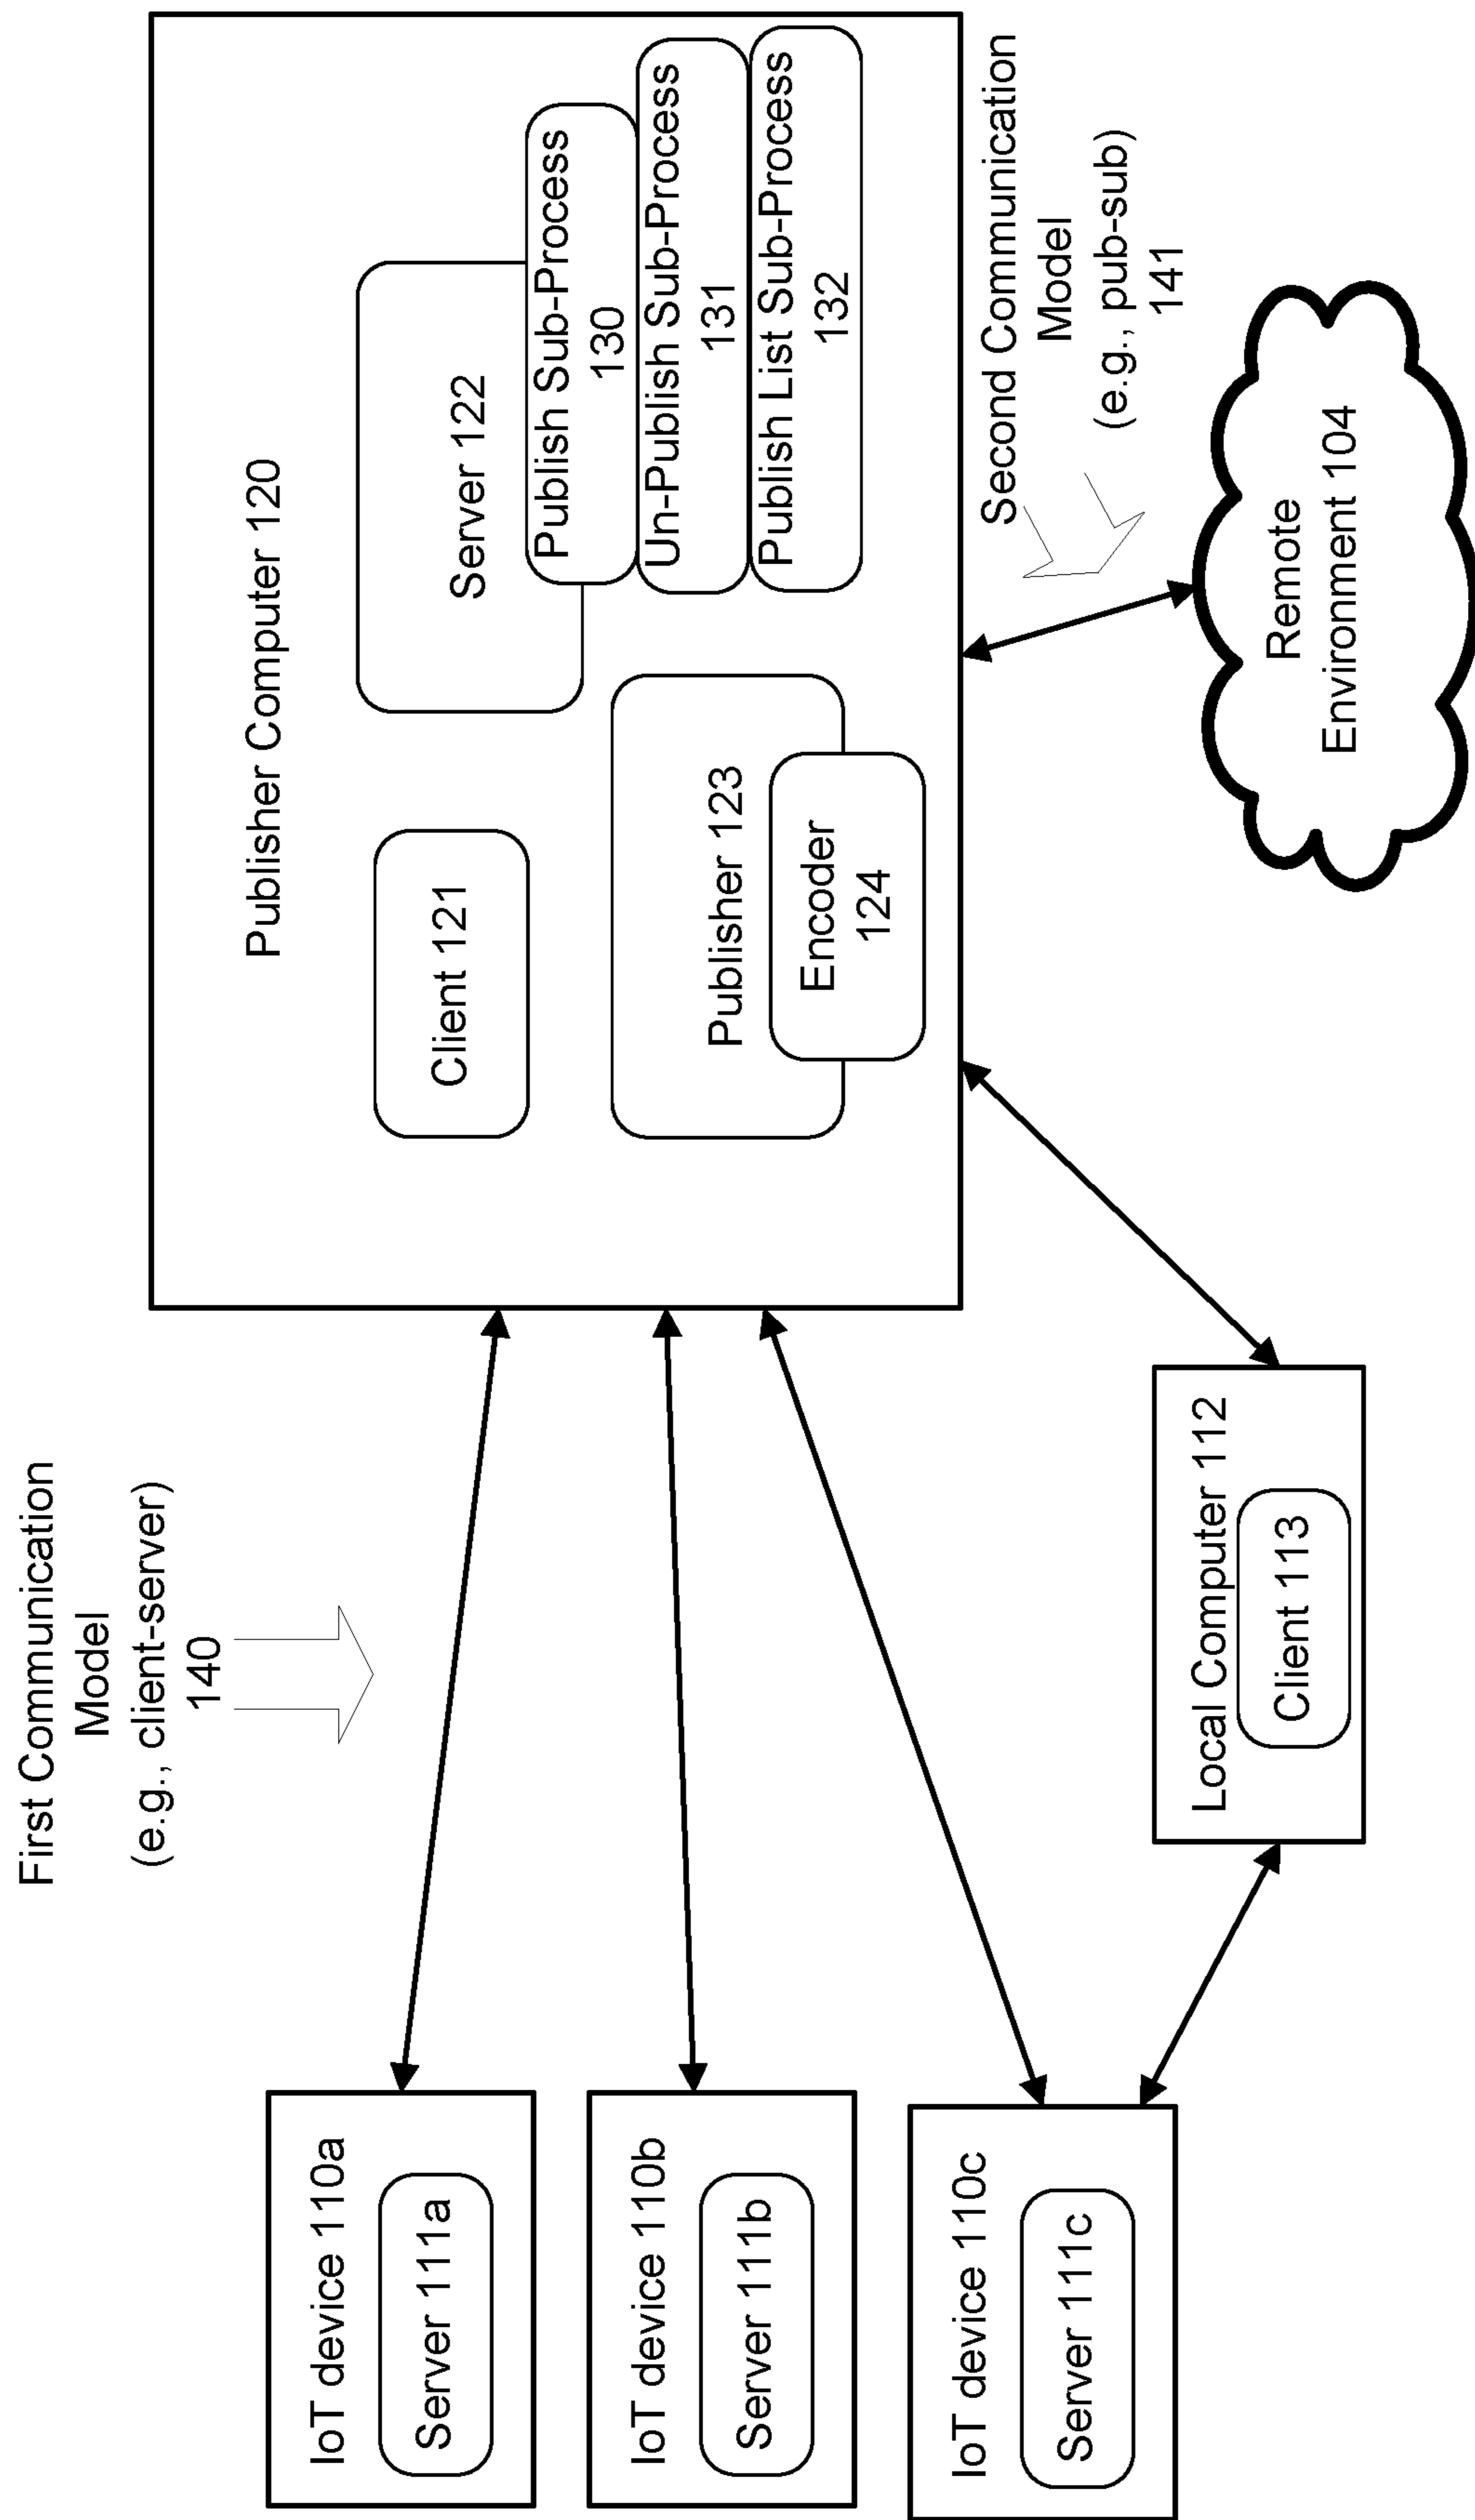 First Communication
Model
(e.g., client-server)
140
IoT device 110a
Server 111a
IoT device 110b
Server 111b
IoT device 110c
Server 111c
Local Computer 112
Client 113
Publisher Computer 120
Client 121
Server 122
Publish Sub-Process
130
Un-Publish Sub-Process
131
Publish List Sub-Process
132
Publisher 123
Encoder
124
Second Communication
Model
(e.g., pub-sub)
141
Remote
Environment 104